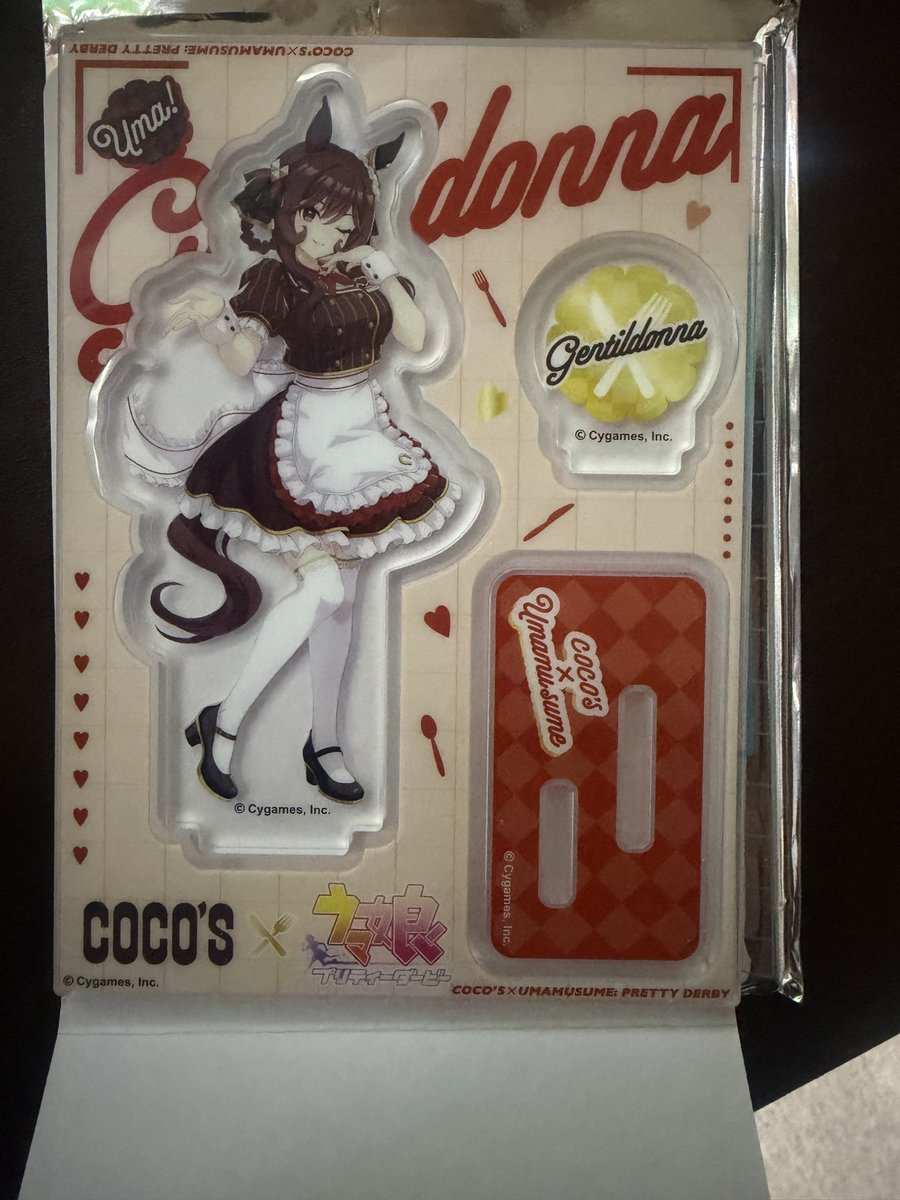 COCO'S×UMAMUSUME: PRETTY DERBY
Uma!
G donna
Gentildonna
© Cygames, Inc.
COCO'S
×
Umamusume
© Cygames, Inc.
© Cygames, Inc.
COCO'S × ウマ娘
プリティーダービー
© Cygames, Inc.
COCO'S×UMAMUSUME: PRETTY DERBY